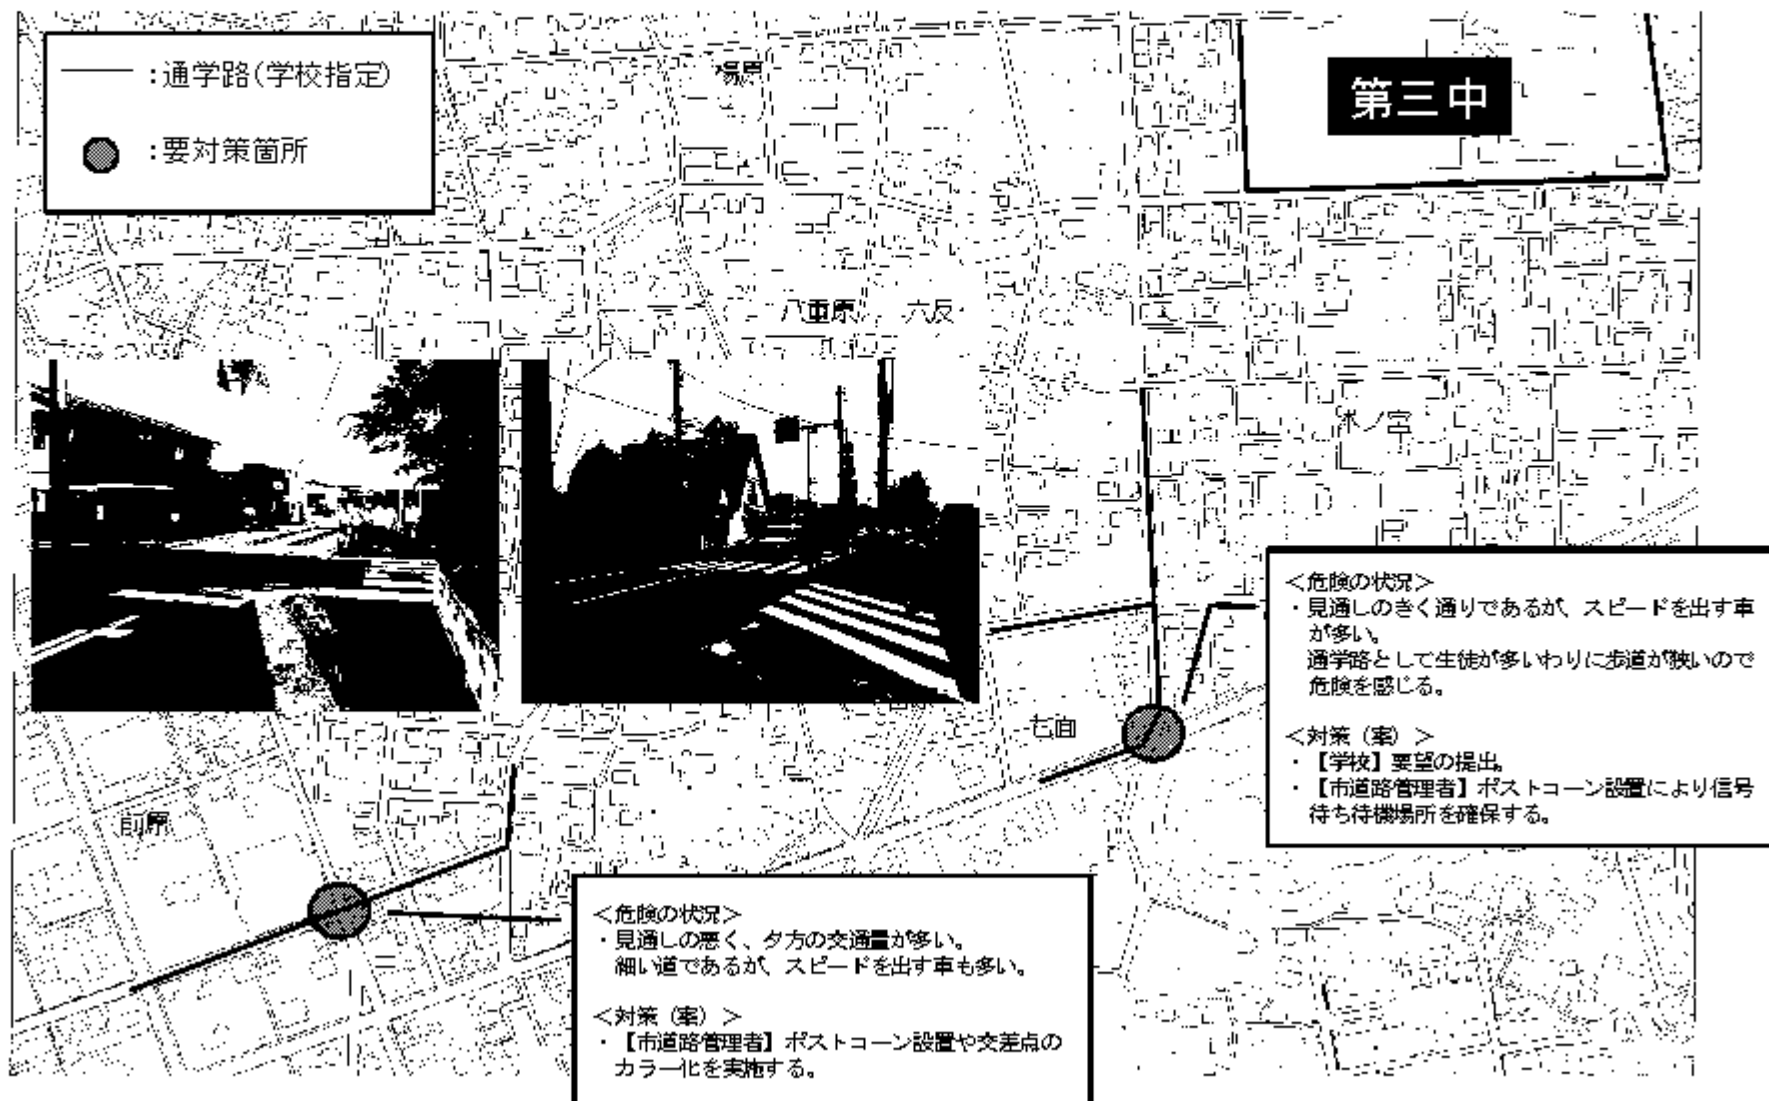 ：通学路(学校指定)
：要対策箇所
第三中
八重原
六反
七面
前原
＜危険の状況＞
・見通しのきく通りであるが、スピードを出す車
が多い。
通学路として生徒が多いわりに歩道が狭いので
危険を感じる。
＜対策（案）＞
・【学校】要望の提出。
・【市道路管理者】ポストコーン設置により信号
待ち待機場所を確保する。
＜危険の状況＞
・見通しの悪く、夕方の交通量が多い。
細い道であるが、スピードを出す車も多い。
＜対策（案）＞
・【市道路管理者】ポストコーン設置や交差点の
カラー化を実施する。